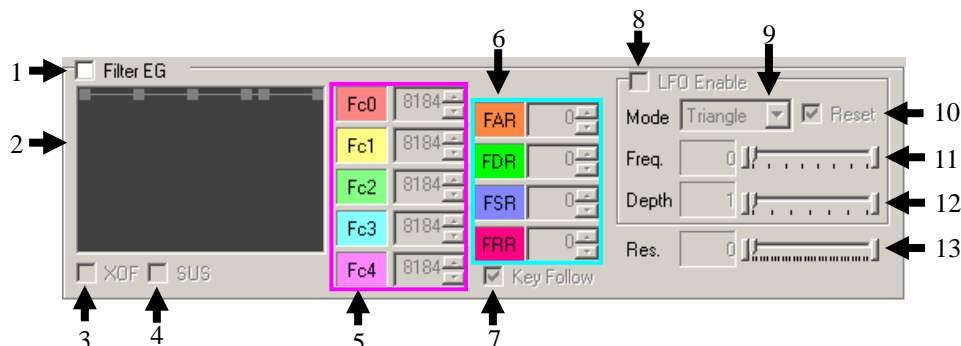 8
9
6
1 Filter EG
LFO Enable
Fc0 8184
Mode Triangle Reset 10
FAR 0
2
Fc1 8184
Freq. 0 11
FDR 0
Fc2 8184
FSR 0
Depth 1 12
Fc3 8184
FRR 0
Res. 0 13
XOF SUS
Fc4 8184
Key Follow
3
4
5
7